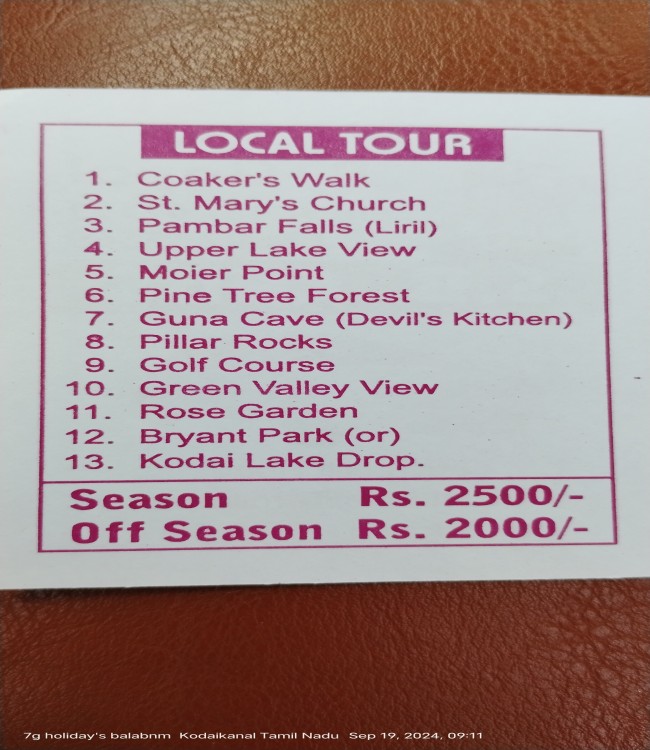 LOCAL TOUR
1. Coaker's Walk
2. St. Mary's Church
3. Pambar Falls (Liril)
4. Upper Lake View
5. Moier Point
6. Pine Tree Forest
7. Guna Cave (Devil's Kitchen)
8. Pillar Rocks
9. Golf Course
10. Green Valley View
11. Rose Garden
12. Bryant Park (or)
13. Kodai Lake Drop.
Season Rs. 2500/-
Off Season Rs. 2000/-
7g holiday's balabnm Kodaikanal Tamil Nadu Sep 19, 2024, 09:11